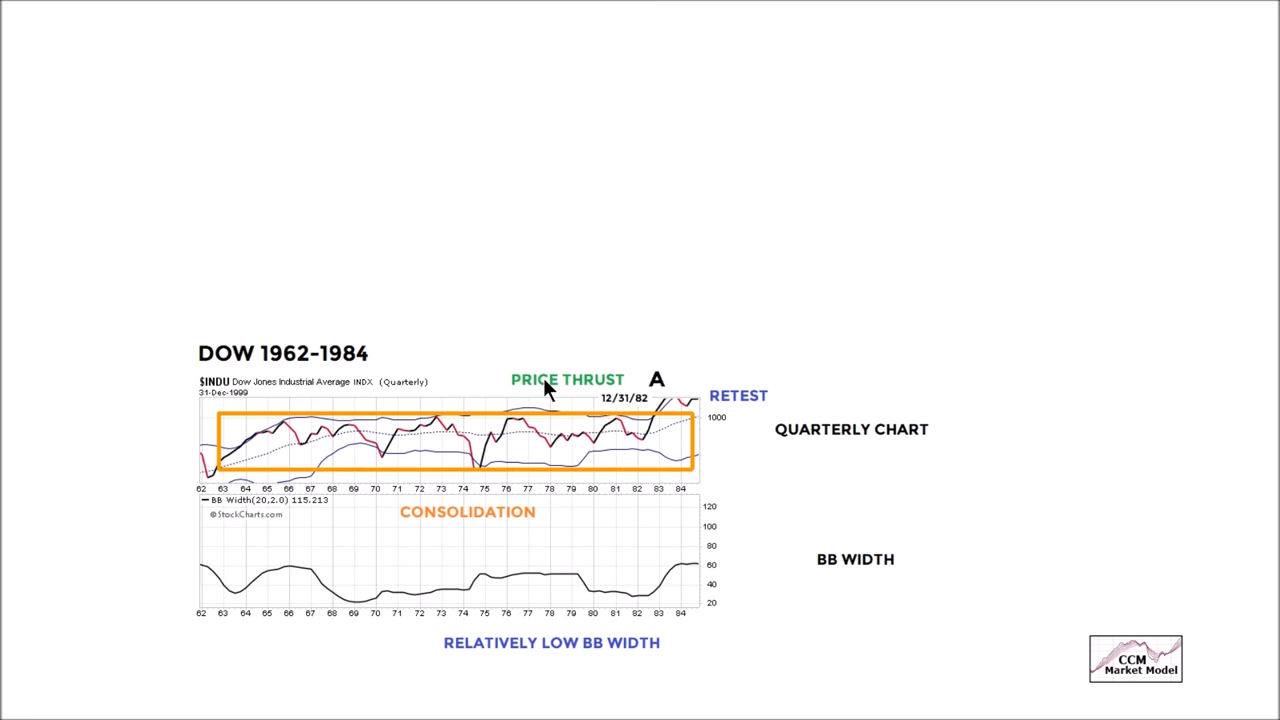 DOW 1962-1984
$INDU Dow Jones Industrial Average INDX (Quarterly)
31-Dec-1999
PRICE THRUST
A
12/31/82
RETEST
1000
QUARTERLY CHART
62 63 64 65 66 67 68 69 70 71 72 73 74 75 76 77 78 79 80 81 82 83 84
BB Width(20,2.0) 115.213
©StockCharts.com
CONSOLIDATION
120
100
80
60
40
20
BB WIDTH
62 63 64 65 66 67 68 69 70 71 72 73 74 75 76 77 78 79 80 81 82 83 84
RELATIVELY LOW BB WIDTH
CCM
Market Model